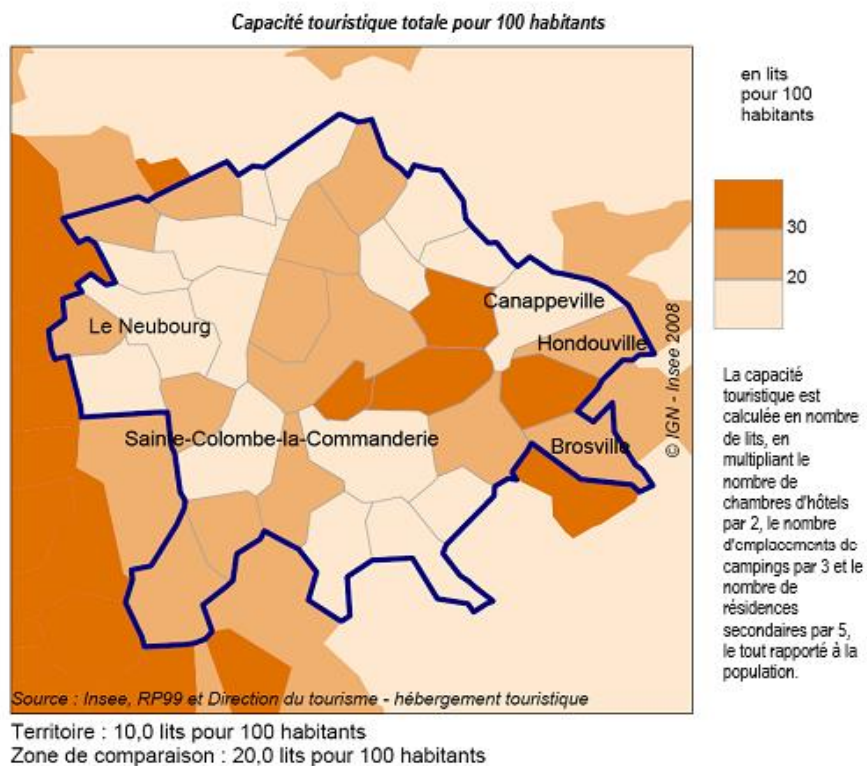 Capacité touristique totale pour 100 habitants
en lits
pour 100
habitants
30
20
Canappeville
Le Neubourg
Hondouville
Sainte-Colombe-la-Commanderie
Brosville
© IGN - Insee 2008
La capacité
touristique est
calculée en nombre
de lits, en
multipliant le
nombre de
chambres d'hôtels
par 2, le nombre
d'emplacements de
campings par 3 et le
nombre de
résidences
secondaires par 5,
le tout rapporté à la
population.
Source : Insee, RP99 et Direction du tourisme - hébergement touristique
Territoire : 10,0 lits pour 100 habitants
Zone de comparaison : 20,0 lits pour 100 habitants